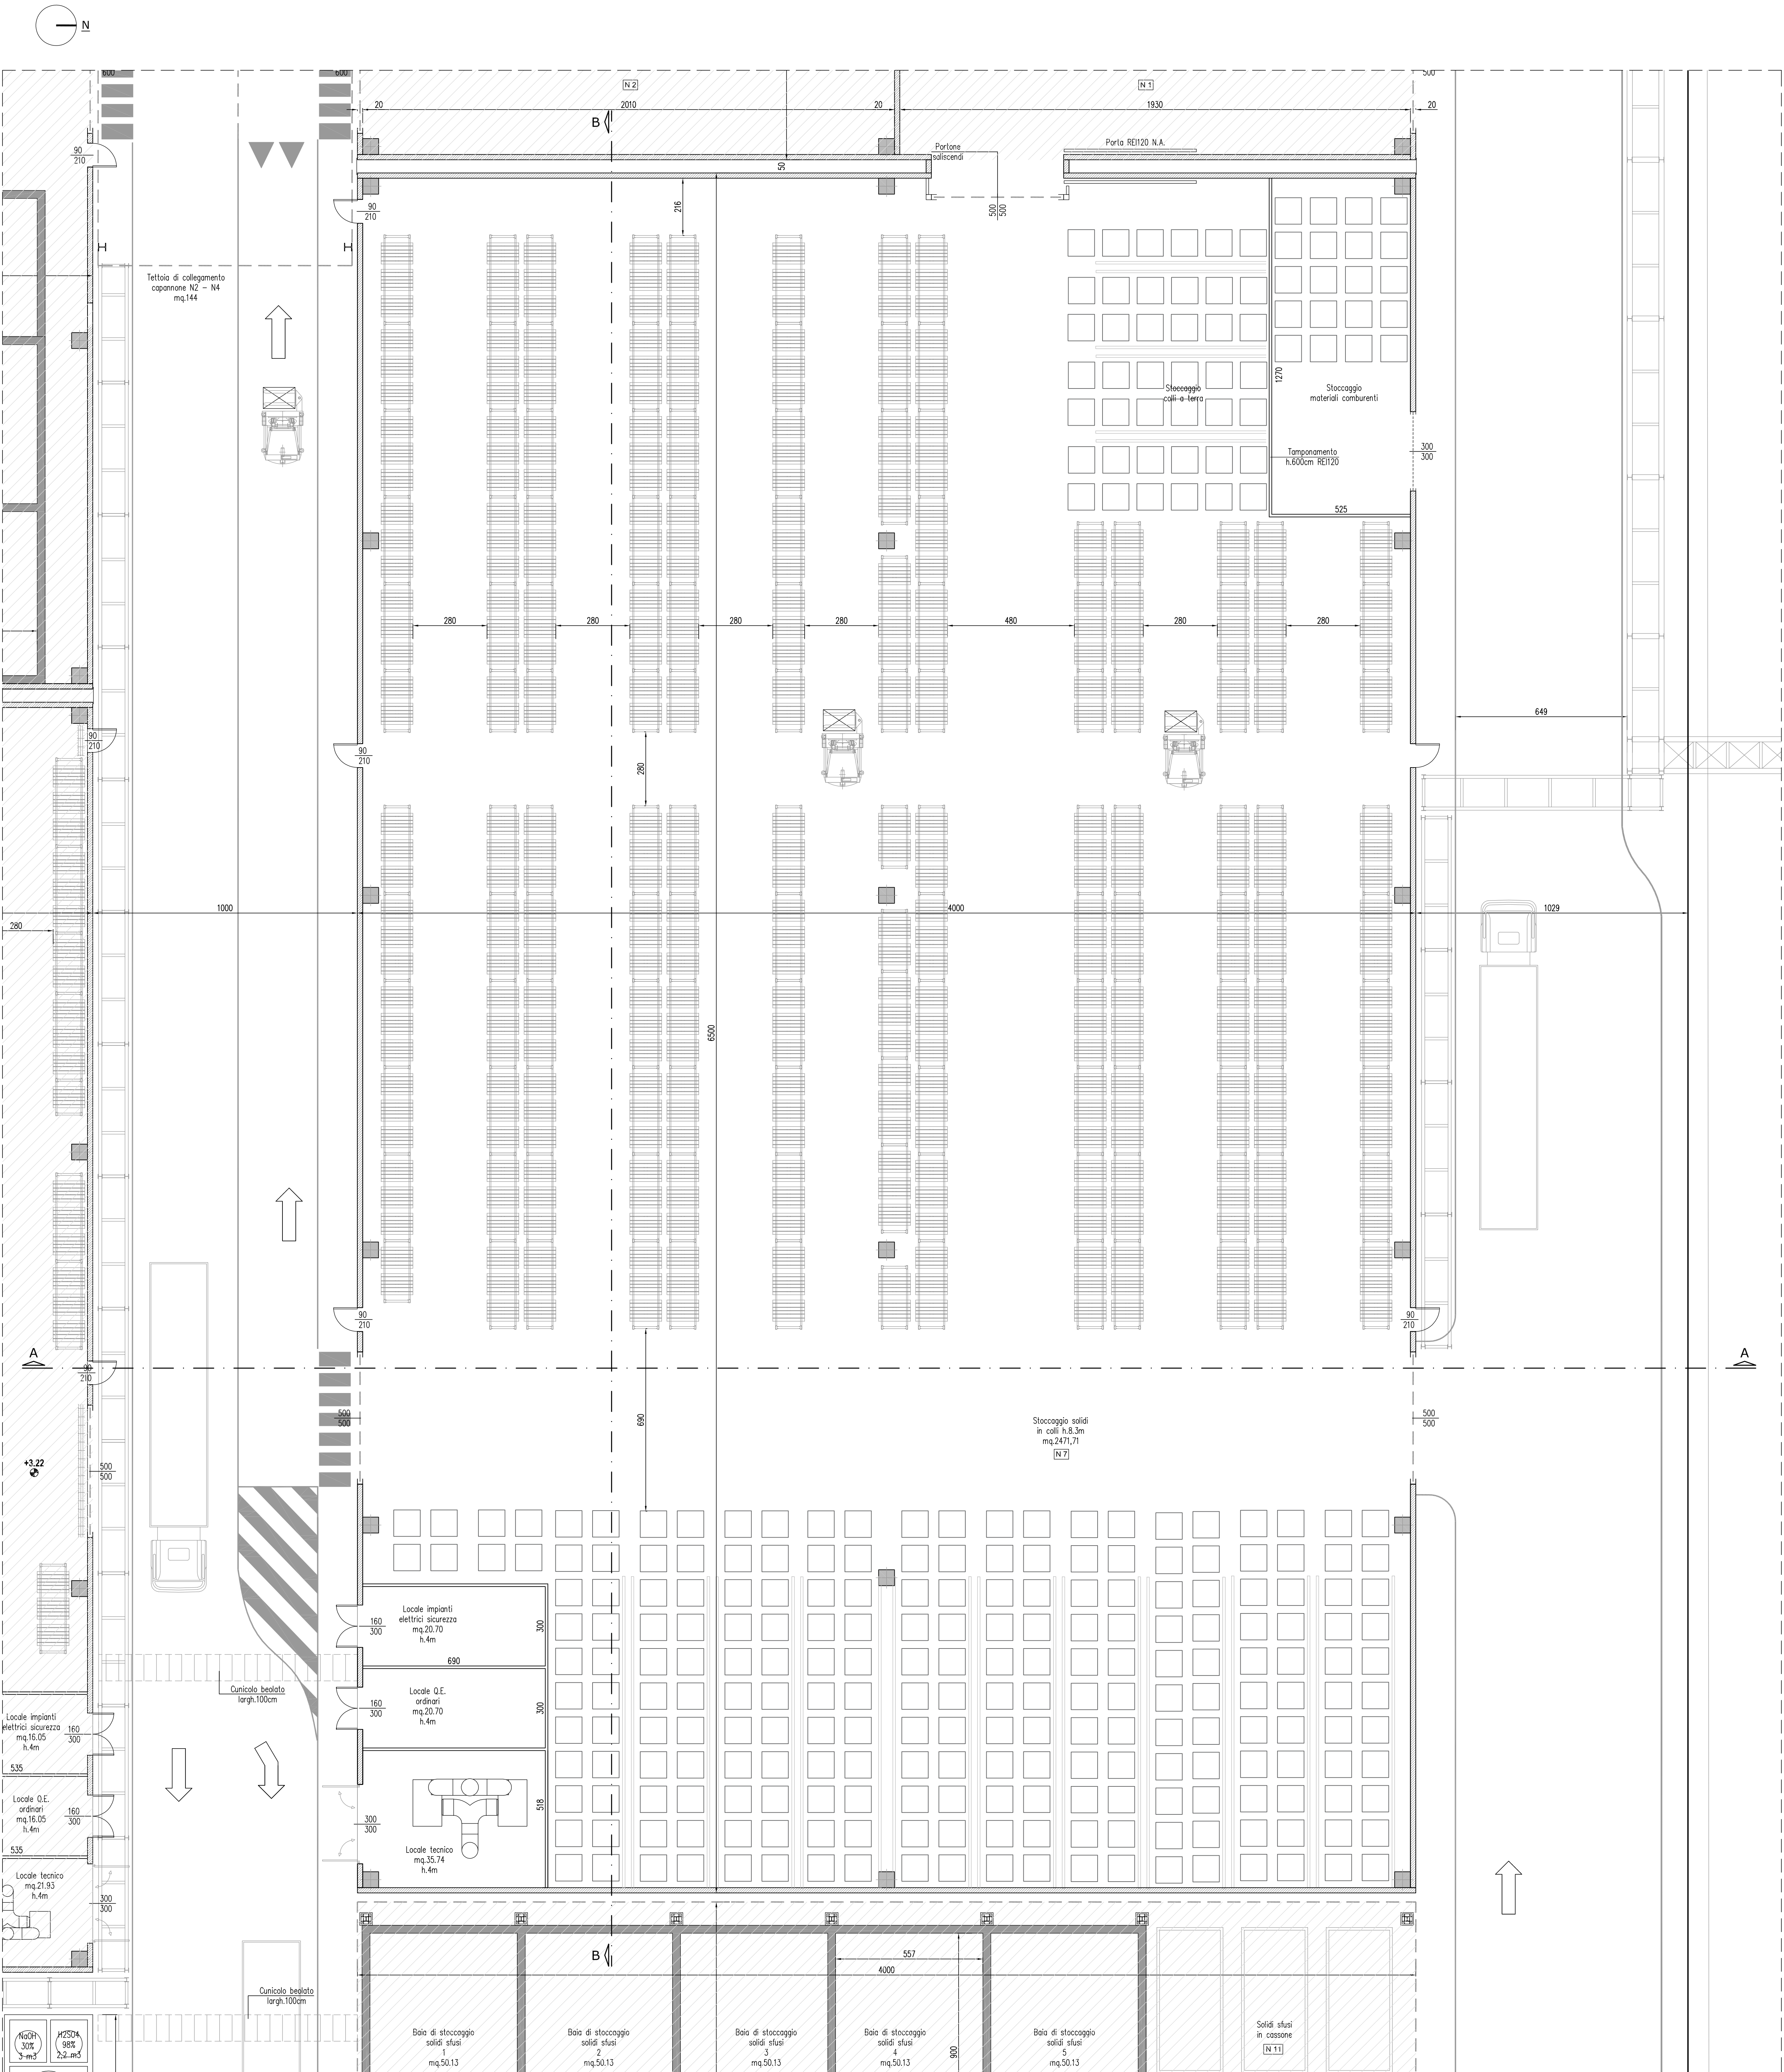 N
600
600
500
N 2
N 1
20
2010
20
1930
20
B
90
210
Portone
saliscendi
Porta REI120 N.A.
50
90
210
216
500
500
Tettoia di collegamento
capannone N2 - N4
mq.144
1270
Stoccaggio
colli a terra
Stoccaggio
materiali comburenti
300
300
Tamponamento
h.600cm REI120
525
280
280
280
280
480
280
280
649
90
210
90
210
280
1000
4000
1029
280
6500
90
210
90
210
A
A
90
210
500
500
690
Stoccaggio solidi
in colli h.8.3m
mq.2471,71
N 7
500
500
+3.22
500
500
Locale impianti
elettrici sicurezza
mq.20.70
h.4m
160
300
300
690
Cunicolo beolato
largh.100cm
Locale Q.E.
ordinari
mq.20.70
h.4m
160
300
300
Locale impianti
elettrici sicurezza
mq.16.05
h.4m
160
300
535
Locale Q.E.
ordinari
mq.16.05
h.4m
160
300
535
518
300
300
Locale tecnico
mq.35.74
h.4m
Locale tecnico
mq.21.93
h.4m
300
300
B
557
4000
Cunicolo beolato
largh.100cm
NaOH
30%
3 m3
H2SO4
98%
2,2 m3
Baia di stoccaggio
solidi sfusi
1
mq.50.13
Baia di stoccaggio
solidi sfusi
2
mq.50.13
Baia di stoccaggio
solidi sfusi
3
mq.50.13
Baia di stoccaggio
solidi sfusi
4
mq.50.13
900
Baia di stoccaggio
solidi sfusi
5
mq.50.13
Solidi sfusi
in cassone
N 11